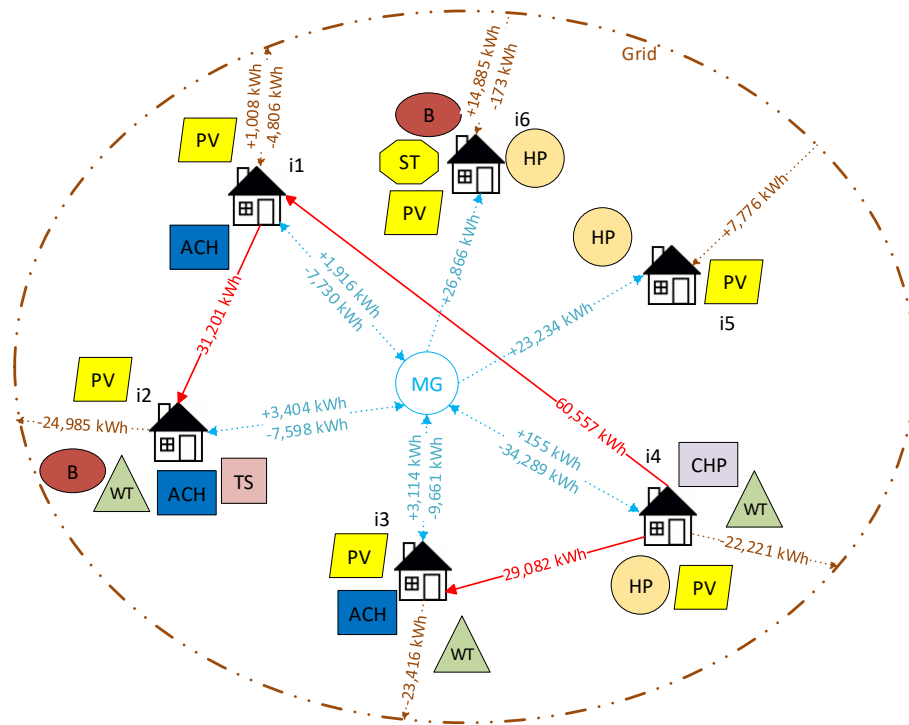 Grid
+1,008 kWh
-4,806 kWh
+14,885 kWh
-173 kWh
B
i6
PV
i1
ST
HP
PV
ACH
HP
+7,776 kWh
PV
i5
+1,916 kWh
-7,730 kWh
+26,866 kWh
31,201 kWh
+23,234 kWh
MG
PV
i2
-24,985 kWh
+3,404 kWh
-7,598 kWh
60,557 kWh
B
WT
ACH
TS
+155 kWh
-34,289 kWh
i4
CHP
WT
+3,114 kWh
-9,661 kWh
i3
PV
-22,221 kWh
29,082 kWh
HP
PV
ACH
WT
-23,416 kWh